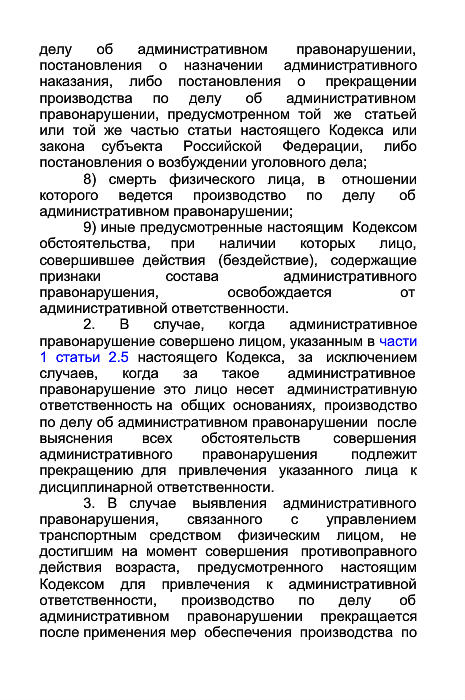 делу об административном правонарушении,
постановления о назначении административного
наказания, либо постановления о прекращении
производства по делу об административном
правонарушении, предусмотренном той же статьей
или той же частью статьи настоящего Кодекса или
закона субъекта Российской Федерации, либо
постановления о возбуждении уголовного дела;
8) смерть физического лица, в отношении
которого ведется производство по делу об
административном правонарушении;
9) иные предусмотренные настоящим Кодексом
обстоятельства, при наличии которых лицо,
совершившее действия (бездействие), содержащие
признаки состава административного
правонарушения, освобождается от
административной ответственности.
2. В случае, когда административное
правонарушение совершено лицом, указанным в части
1 статьи 2.5 настоящего Кодекса, за исключением
случаев, когда за такое административное
правонарушение это лицо несет административную
ответственность на общих основаниях, производство
по делу об административном правонарушении после
выяснения всех обстоятельств совершения
административного правонарушения подлежит
прекращению для привлечения указанного лица к
дисциплинарной ответственности.
3. В случае выявления административного
правонарушения, связанного с управлением
транспортным средством физическим лицом, не
достигшим на момент совершения противоправного
действия возраста, предусмотренного настоящим
Кодексом для привлечения к административной
ответственности, производство по делу об
административном правонарушении прекращается
после применения мер обеспечения производства по